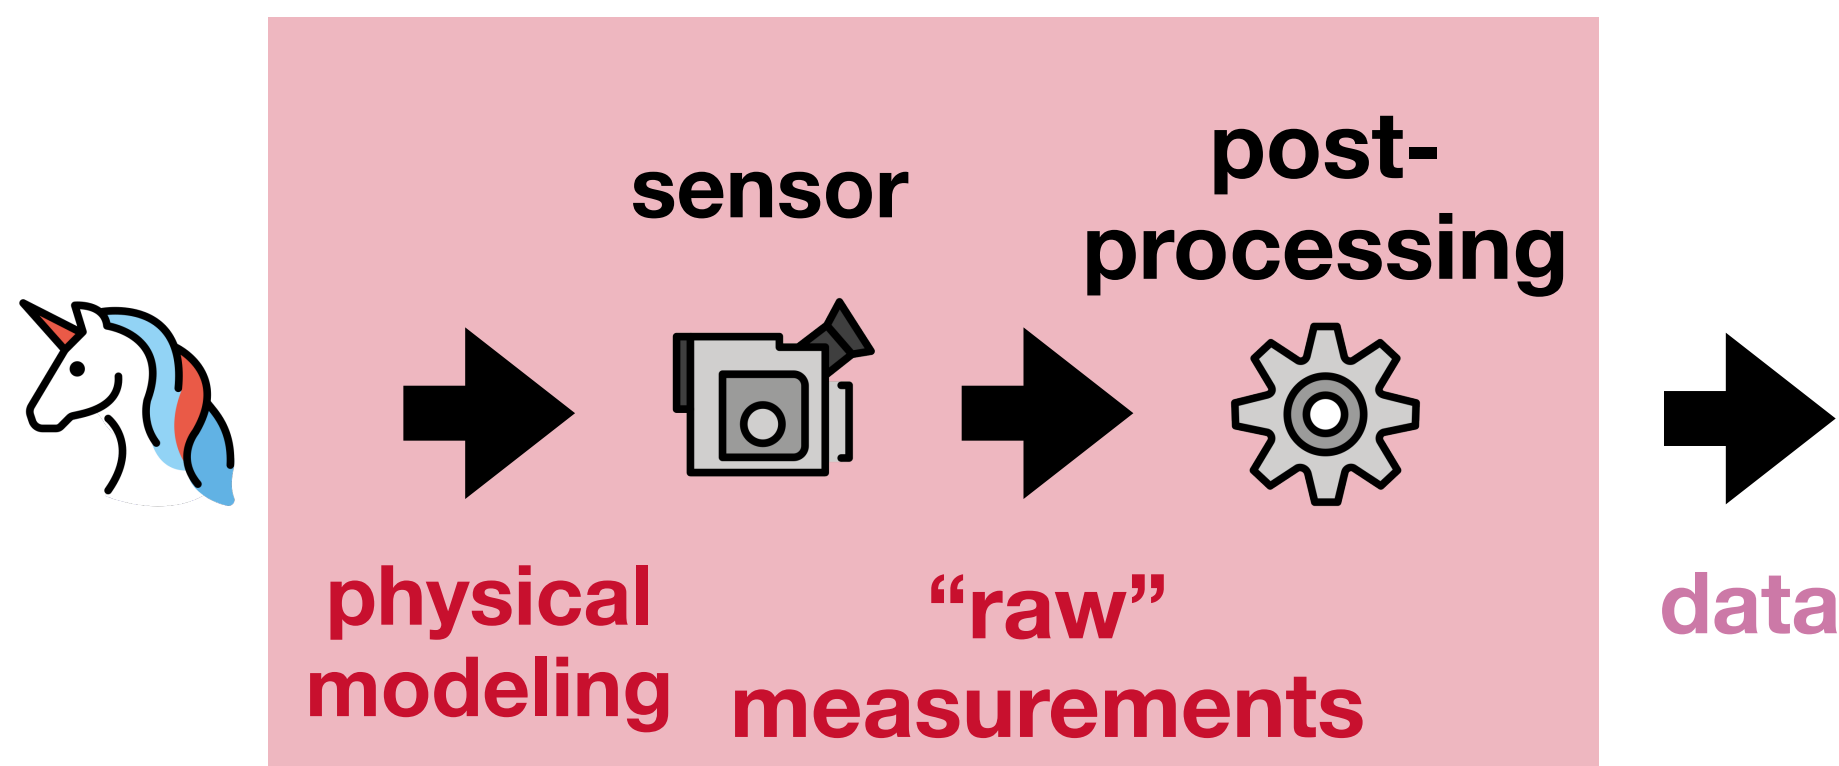 sensor
post-
processing
physical
modeling
“raw”
measurements
data